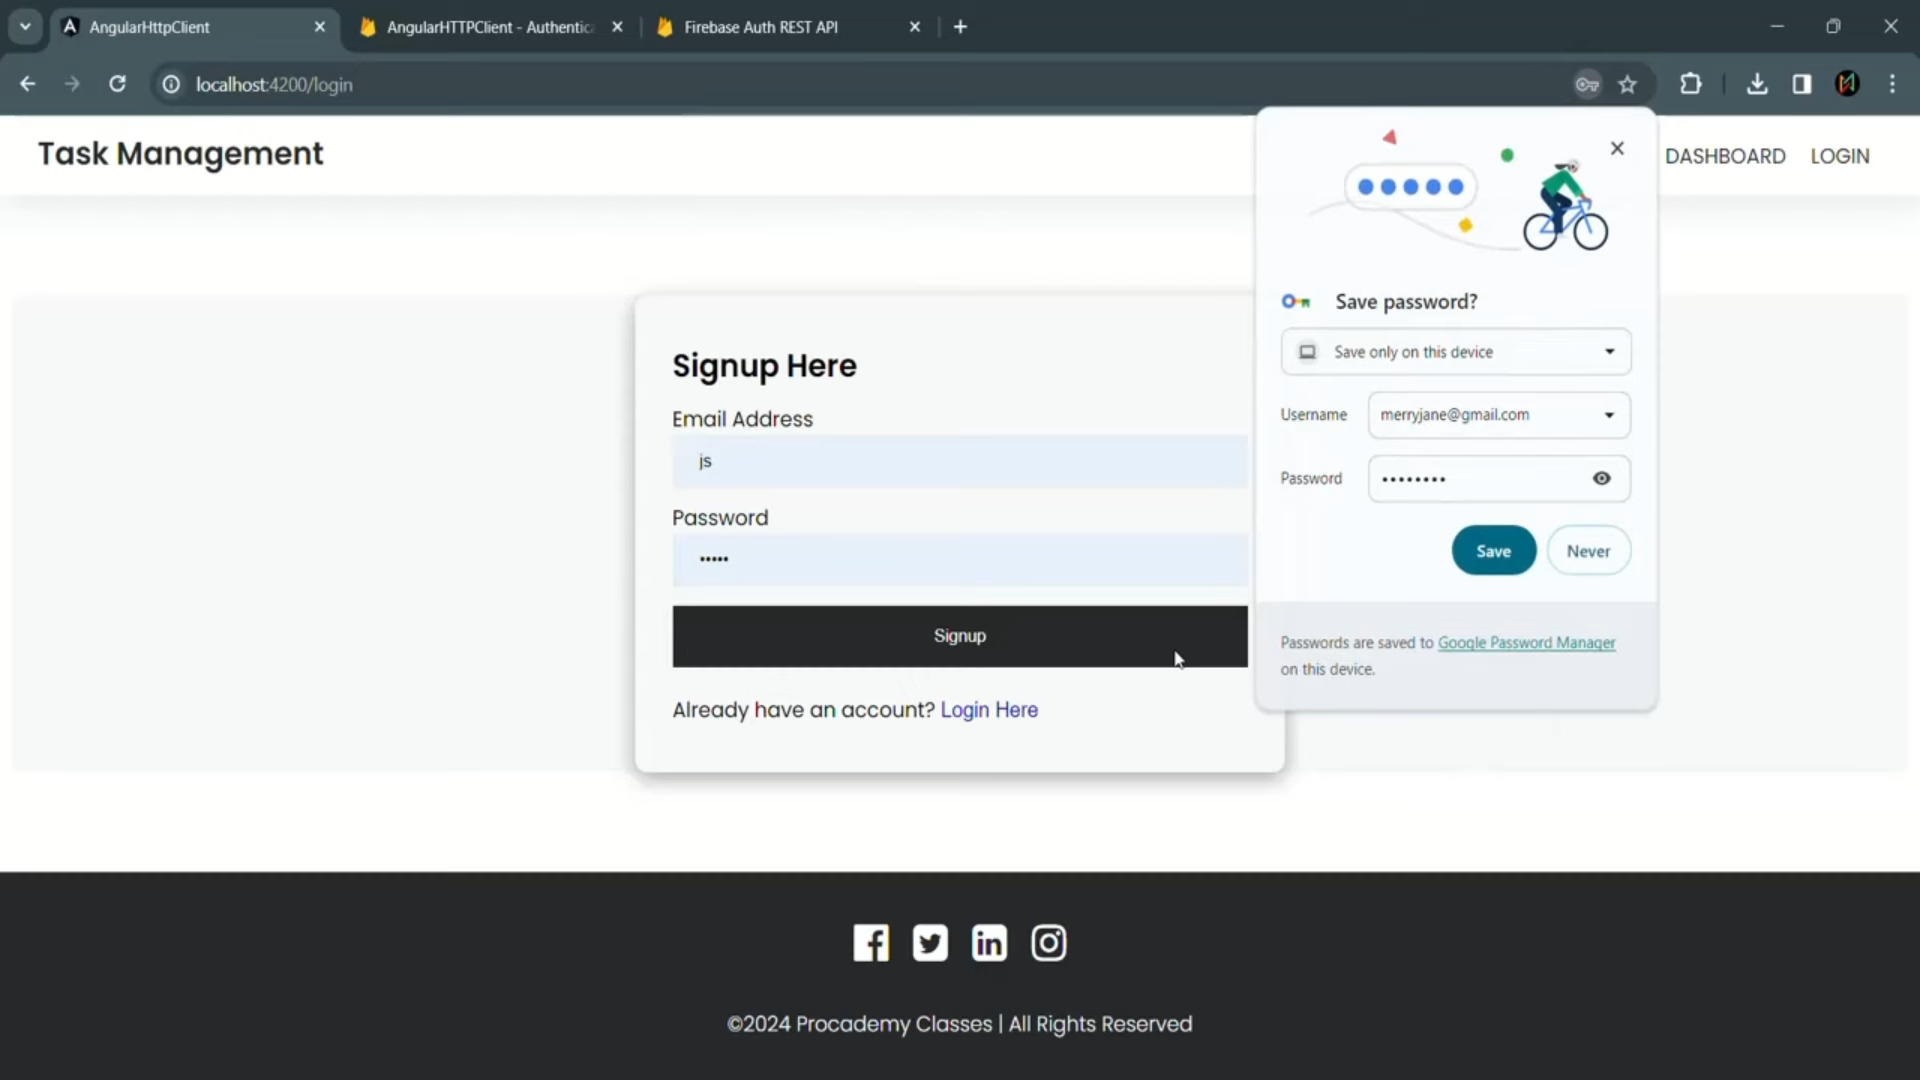 AngularHttpClient
AngularHTTPClient - Authentic
Firebase Auth REST API
localhost:4200/login
Task Management
DASHBOARD
LOGIN
Save password?
Save only on this device
Username
merryjane@gmail.com
Password
••••••••
Save
Never
Passwords are saved to Google Password Manager
on this device.
Signup Here
Email Address
js
Password
•••••
Signup
Already have an account? Login Here
©2024 Procademy Classes | All Rights Reserved